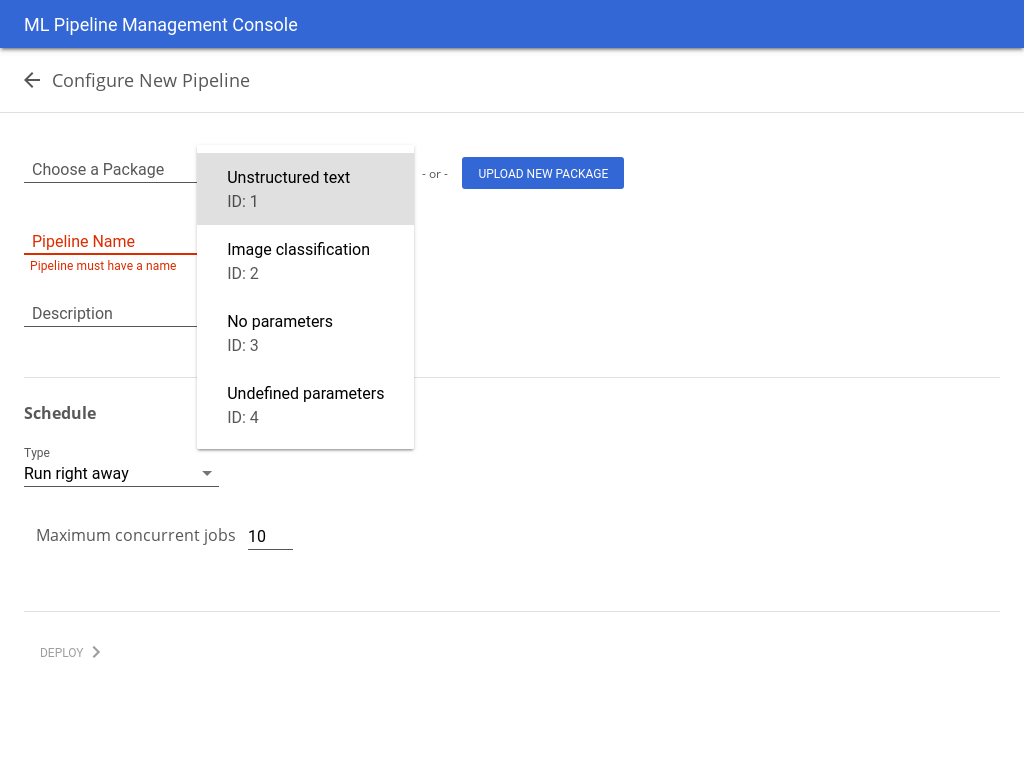 ML Pipeline Management Console
Configure New Pipeline
Choose a Package
Unstructured text
ID: 1
- or -
UPLOAD NEW PACKAGE
Image classification
ID: 2
Pipeline Name
Pipeline must have a name
No parameters
ID: 3
Description
Undefined parameters
ID: 4
Schedule
Type
Run right away
Maximum concurrent jobs 10
DEPLOY